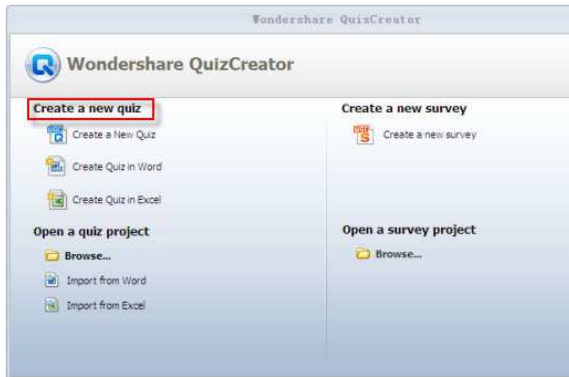 Wondershare QuizCreator
Wondershare QuizCreator
Create a new quiz
Create a New Quiz
Create Quiz in Word
Create Quiz in Excel
Open a quiz project
Browse...
Import from Word
Import from Excel
Create a new survey
Create a new survey
Open a survey project
Browse...